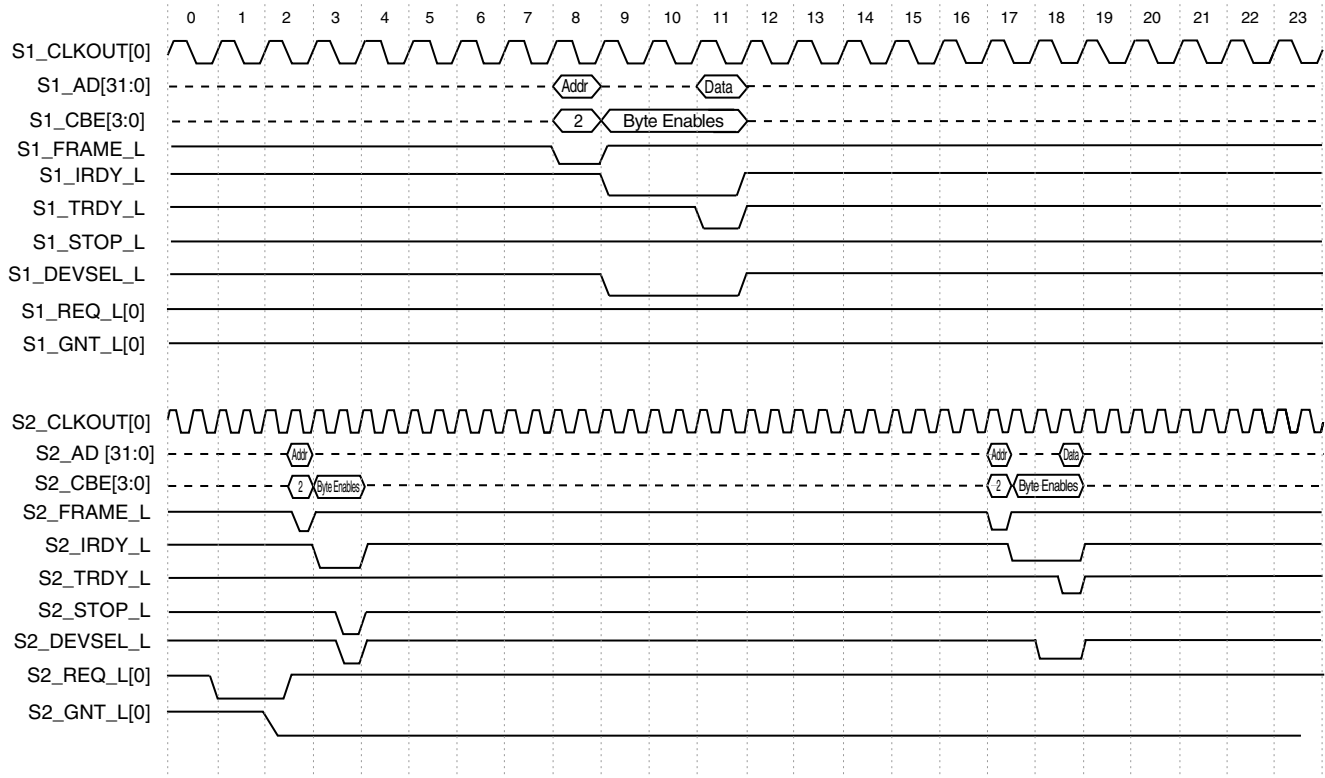 0 1 2 3 4 5 6 7 8 9 10 11 12 13 14 15 16 17 18 19 20 21 22 23
S1_CLKOUT[0]
S1_AD[31:0] Addr Data
S1_CBE[3:0] 2 Byte Enables
S1_FRAME_L
S1_IRDY_L
S1_TRDY_L
S1_STOP_L
S1_DEVSEL_L
S1_REQ_L[0]
S1_GNT_L[0]
S2_CLKOUT[0]
S2_AD [31:0] Addr Addr Data
S2_CBE[3:0] 2 Byte Enables 2 Byte Enables
S2_FRAME_L
S2_IRDY_L
S2_TRDY_L
S2_STOP_L
S2_DEVSEL_L
S2_REQ_L[0]
S2_GNT_L[0]